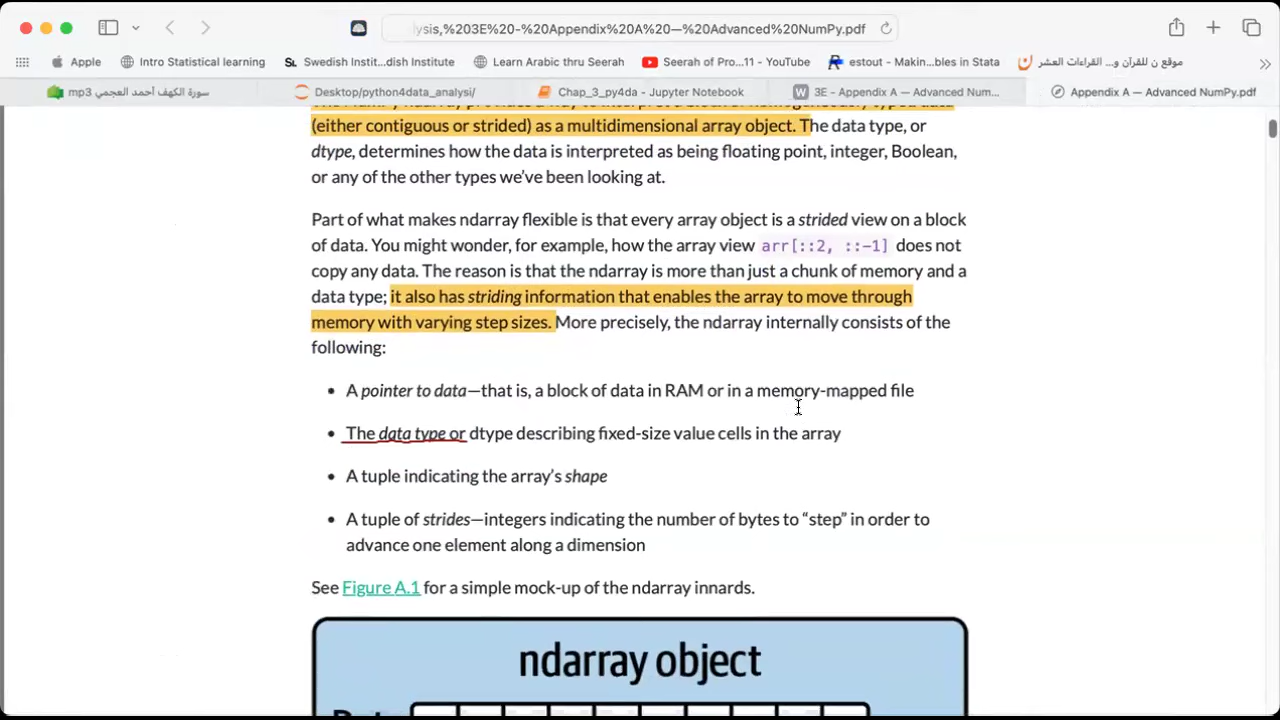 lysis,%203E%20-%20Appendix%20A%20—%20Advanced%20NumPy.pdf
Apple
Intro Statistical learning
SL Swedish Instit...dish Institute
Learn Arabic thru Seerah
Seerah of Pro...11 - YouTube
estout - Makin...bles in Stata
موقع ن للقرآن و... القراءات العشر
سورة الكهف أحمد العجمي mp3
Desktop/python4data_analysi/
Chap_3_py4da - Jupyter Notebook
W 3E - Appendix A — Advanced Num...
Appendix A — Advanced NumPy.pdf
(either contiguous or strided) as a multidimensional array object. The data type, or
dtype, determines how the data is interpreted as being floating point, integer, Boolean,
or any of the other types we’ve been looking at.
Part of what makes ndarray flexible is that every array object is a strided view on a block
of data. You might wonder, for example, how the array view arr[::2, ::-1] does not
copy any data. The reason is that the ndarray is more than just a chunk of memory and a
data type; it also has striding information that enables the array to move through
memory with varying step sizes. More precisely, the ndarray internally consists of the
following:
• A pointer to data—that is, a block of data in RAM or in a memory-mapped file
• The data type or dtype describing fixed-size value cells in the array
• A tuple indicating the array’s shape
• A tuple of strides—integers indicating the number of bytes to “step” in order to
advance one element along a dimension
See Figure A.1 for a simple mock-up of the ndarray innards.
ndarray object